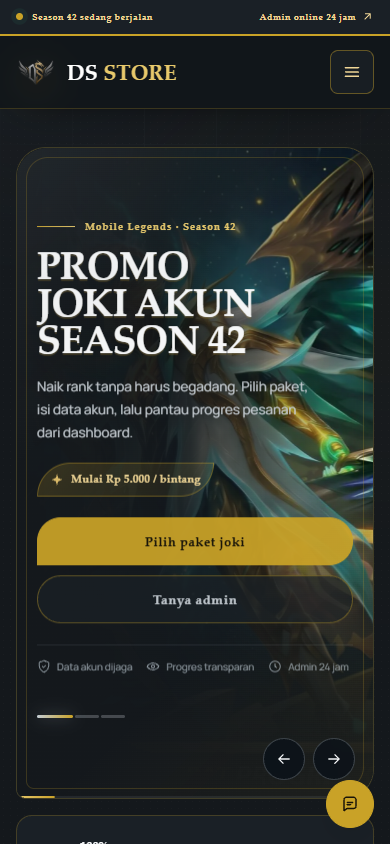 Season 42 sedang berjalan
Admin online 24 jam
DS STORE
Mobile Legends · Season 42
PROMO
JOKI AKUN
SEASON 42
Naik rank tanpa harus begadang. Pilih paket,
isi data akun, lalu pantau progres pesanan
dari dashboard.
Mulai Rp 5.000 / bintang
Pilih paket joki
Tanya admin
Data akun dijaga
Progres transparan
Admin 24 jam